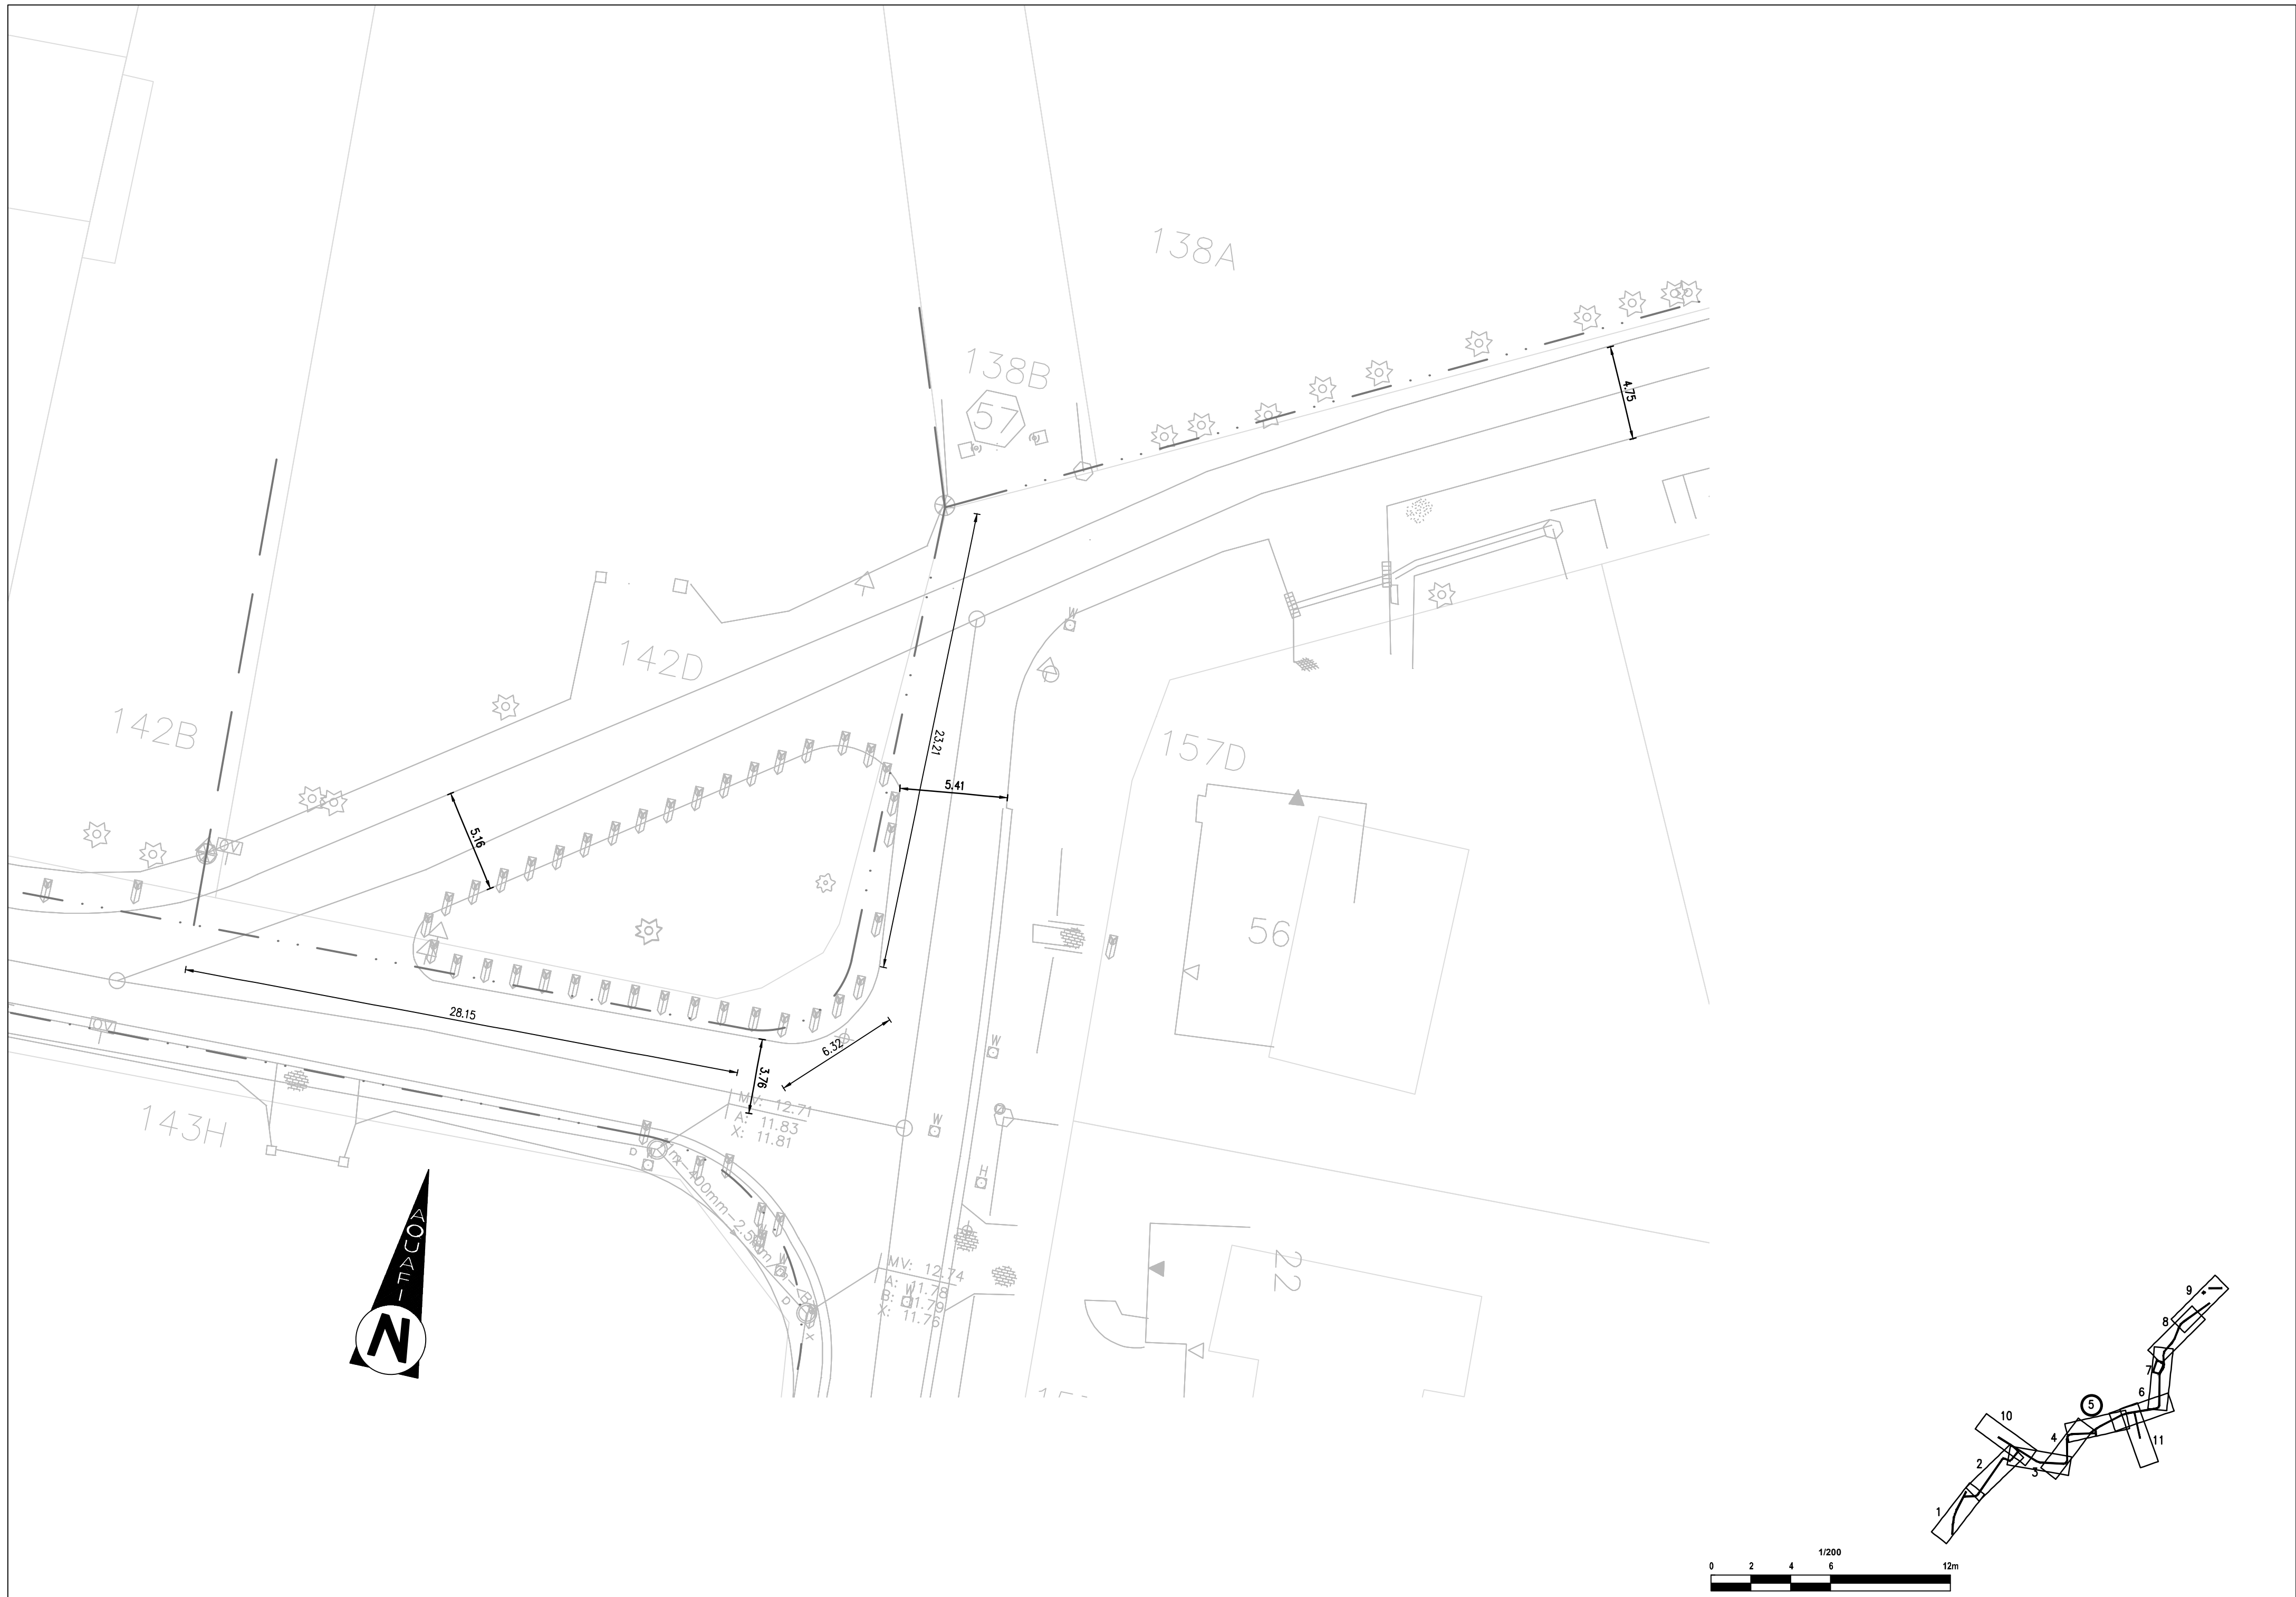 138A
138B
57
4.75
W
142D
142B
23.21
157D
5.41
OV
5.16
56
28.15
OV
6.32
3.76
W
143H
MV: 12.71
A: 11.83
X: 11.81
W
D
H
MV: 12.74
A: 11.78
B: 11.79
X: 11.76
W
W
D
22
X
AQUAFI
N
9
8
7
6
5
10
4
11
2
3
1
1/200
0 2 4 6 12m